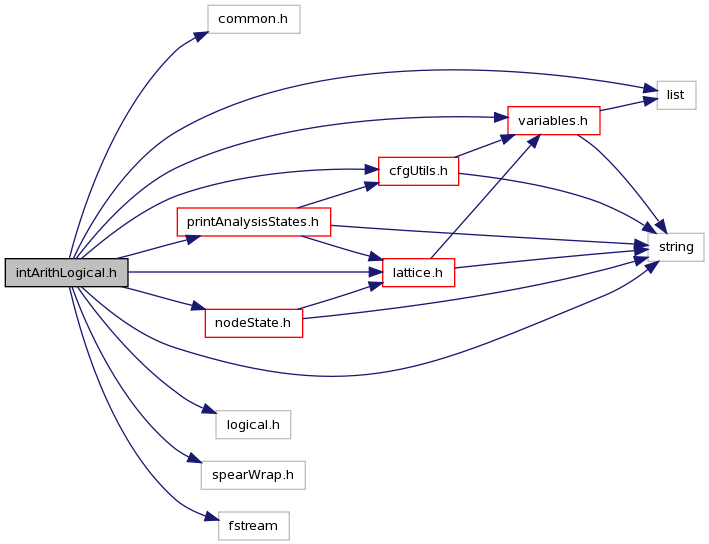 common.h
list
variables.h
cfgUtils.h
printAnalysisStates.h
string
intArithLogical.h
lattice.h
nodeState.h
logical.h
spearWrap.h
fstream